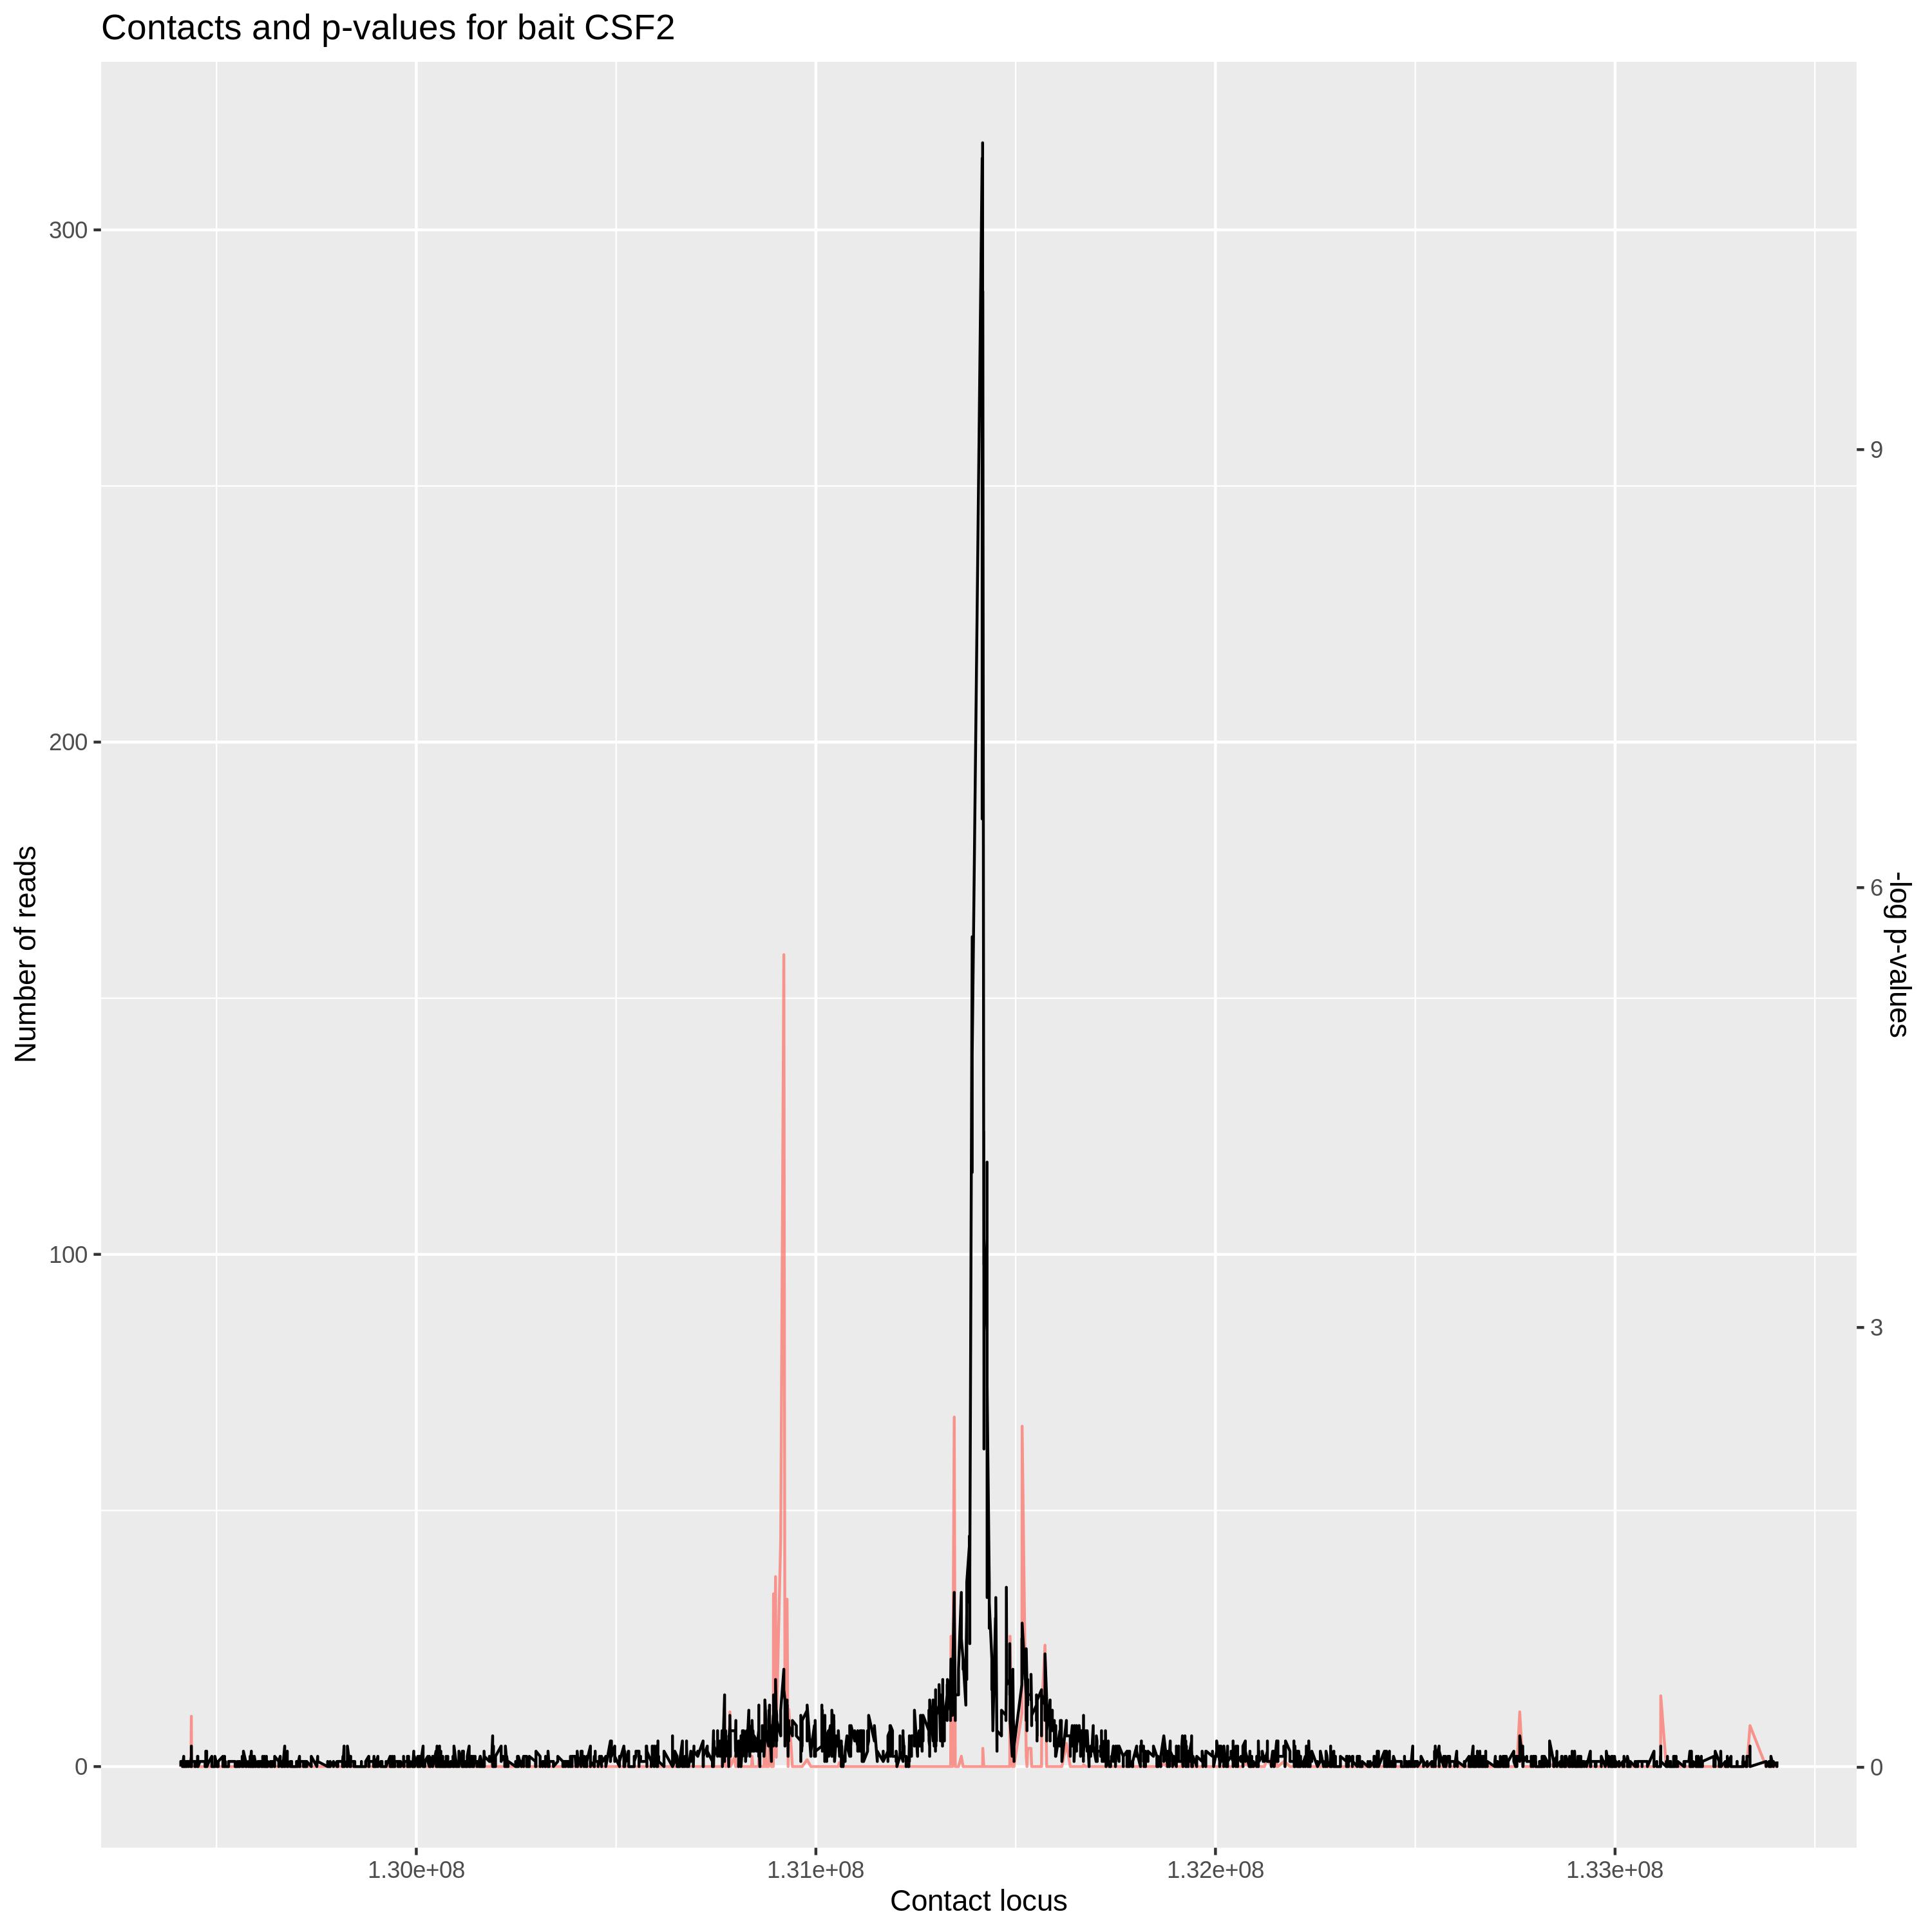 Contacts and p-values for bait CSF2
300
200
100
0
Number of reads
9
6
3
0
-log p-values
1.30e+08 1.31e+08 1.32e+08 1.33e+08
Contact locus